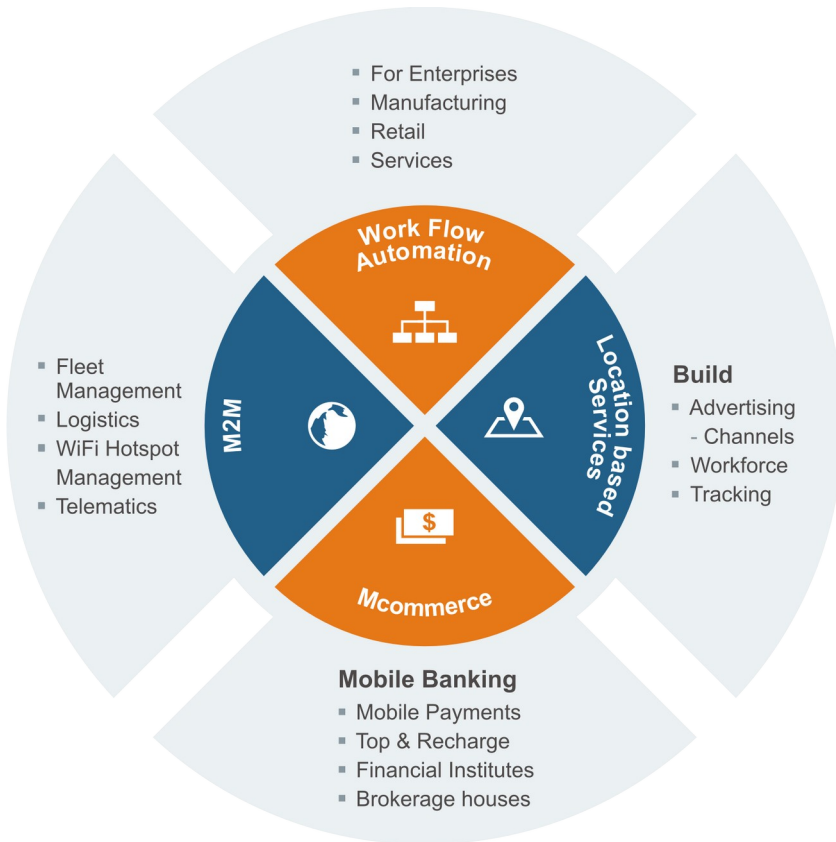 For Enterprises
Manufacturing
Retail
Services
Work Flow
Automation
Fleet
Management
Logistics
WiFi Hotspot
Management
Telematics
M2M
Location based
Services
Build
Advertising
- Channels
Workforce
Tracking
$
Mcommerce
Mobile Banking
Mobile Payments
Top & Recharge
Financial Institutes
Brokerage houses